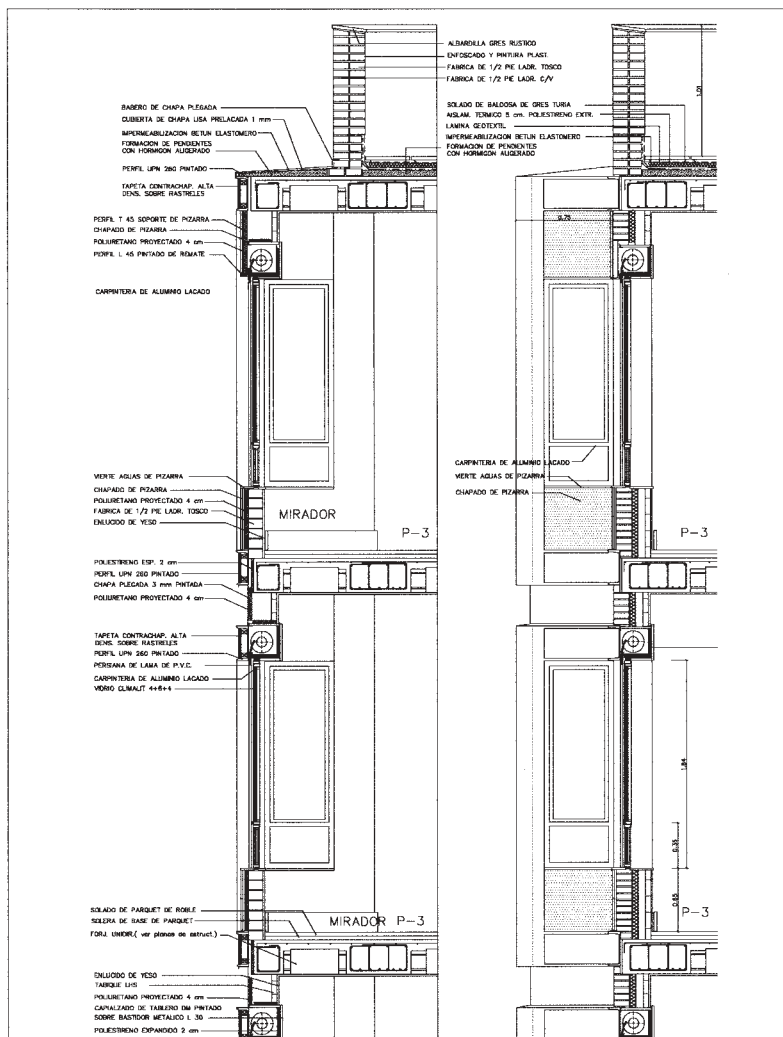 ALBARDILLA GRES RUSTICO
ENFOSCADO Y PINTURA PLAST.
FABRICA DE 1/2 PIE LADR. TOSCO
FABRICA DE 1/2 PIE LADR. C/V
BABERO DE CHAPA PLEGADA
CUBIERTA DE CHAPA LISA PRELACADA 1 mm
IMPERMEABILIZACION BETUN ELASTOMERO
FORMACION DE PENDIENTES
CON HORMIGON ALIGERADO
PERFIL UPN 260 PINTADO
TAPETA CONTRACHAP. ALTA
DENS. SOBRE RASTRELES
PERFIL T 45 SOPORTE DE PIZARRA
CHAPADO DE PIZARRA
POLIURETANO PROYECTADO 4 cm
PERFIL L 45 PINTADO DE REMATE
CARPINTERIA DE ALUMINIO LACADO
SOLADO DE BALDOSA DE GRES TURIA
AISLAM. TERMICO 5 cm. POLIESTIRENO EXTR.
LAMINA GEOTEXTIL
IMPERMEABILIZACION BETUN ELASTOMERO
FORMACION DE PENDIENTES
CON HORMIGON ALIGERADO
1.01
0.75
VIERTE AGUAS DE PIZARRA
CHAPADO DE PIZARRA
POLIURETANO PROYECTADO 4 cm
FABRICA DE 1/2 PIE LADR. TOSCO
ENLUCIDO DE YESO
MIRADOR
P-3
CARPINTERIA DE ALUMINIO LACADO
VIERTE AGUAS DE PIZARRA
CHAPADO DE PIZARRA
P-3
POLIESTIRENO ESP. 2 cm
PERFIL UPN 260 PINTADO
CHAPA PLEGADA 3 mm PINTADA
POLIURETANO PROYECTADO 4 cm
TAPETA CONTRACHAP. ALTA
DENS. SOBRE RASTRELES
PERFIL UPN 260 PINTADO
PERSIANA DE LAMA DE P.V.C.
CARPINTERIA DE ALUMINIO LACADO
VIDRIO CLIMALIT 4+6+4
1.84
0.35
0.65
SOLADO DE PARQUET DE ROBLE
SOLERA DE BASE DE PARQUET
FORJ. UNIDIR.( ver planos de estruct.)
MIRADOR P-3
P-3
ENLUCIDO DE YESO
TABIQUE LHS
POLIURETANO PROYECTADO 4 cm
CAPIALZADO DE TABLERO DM PINTADO
SOBRE BASTIDOR METALICO L 30
POLIESTIRENO EXPANDIDO 2 cm